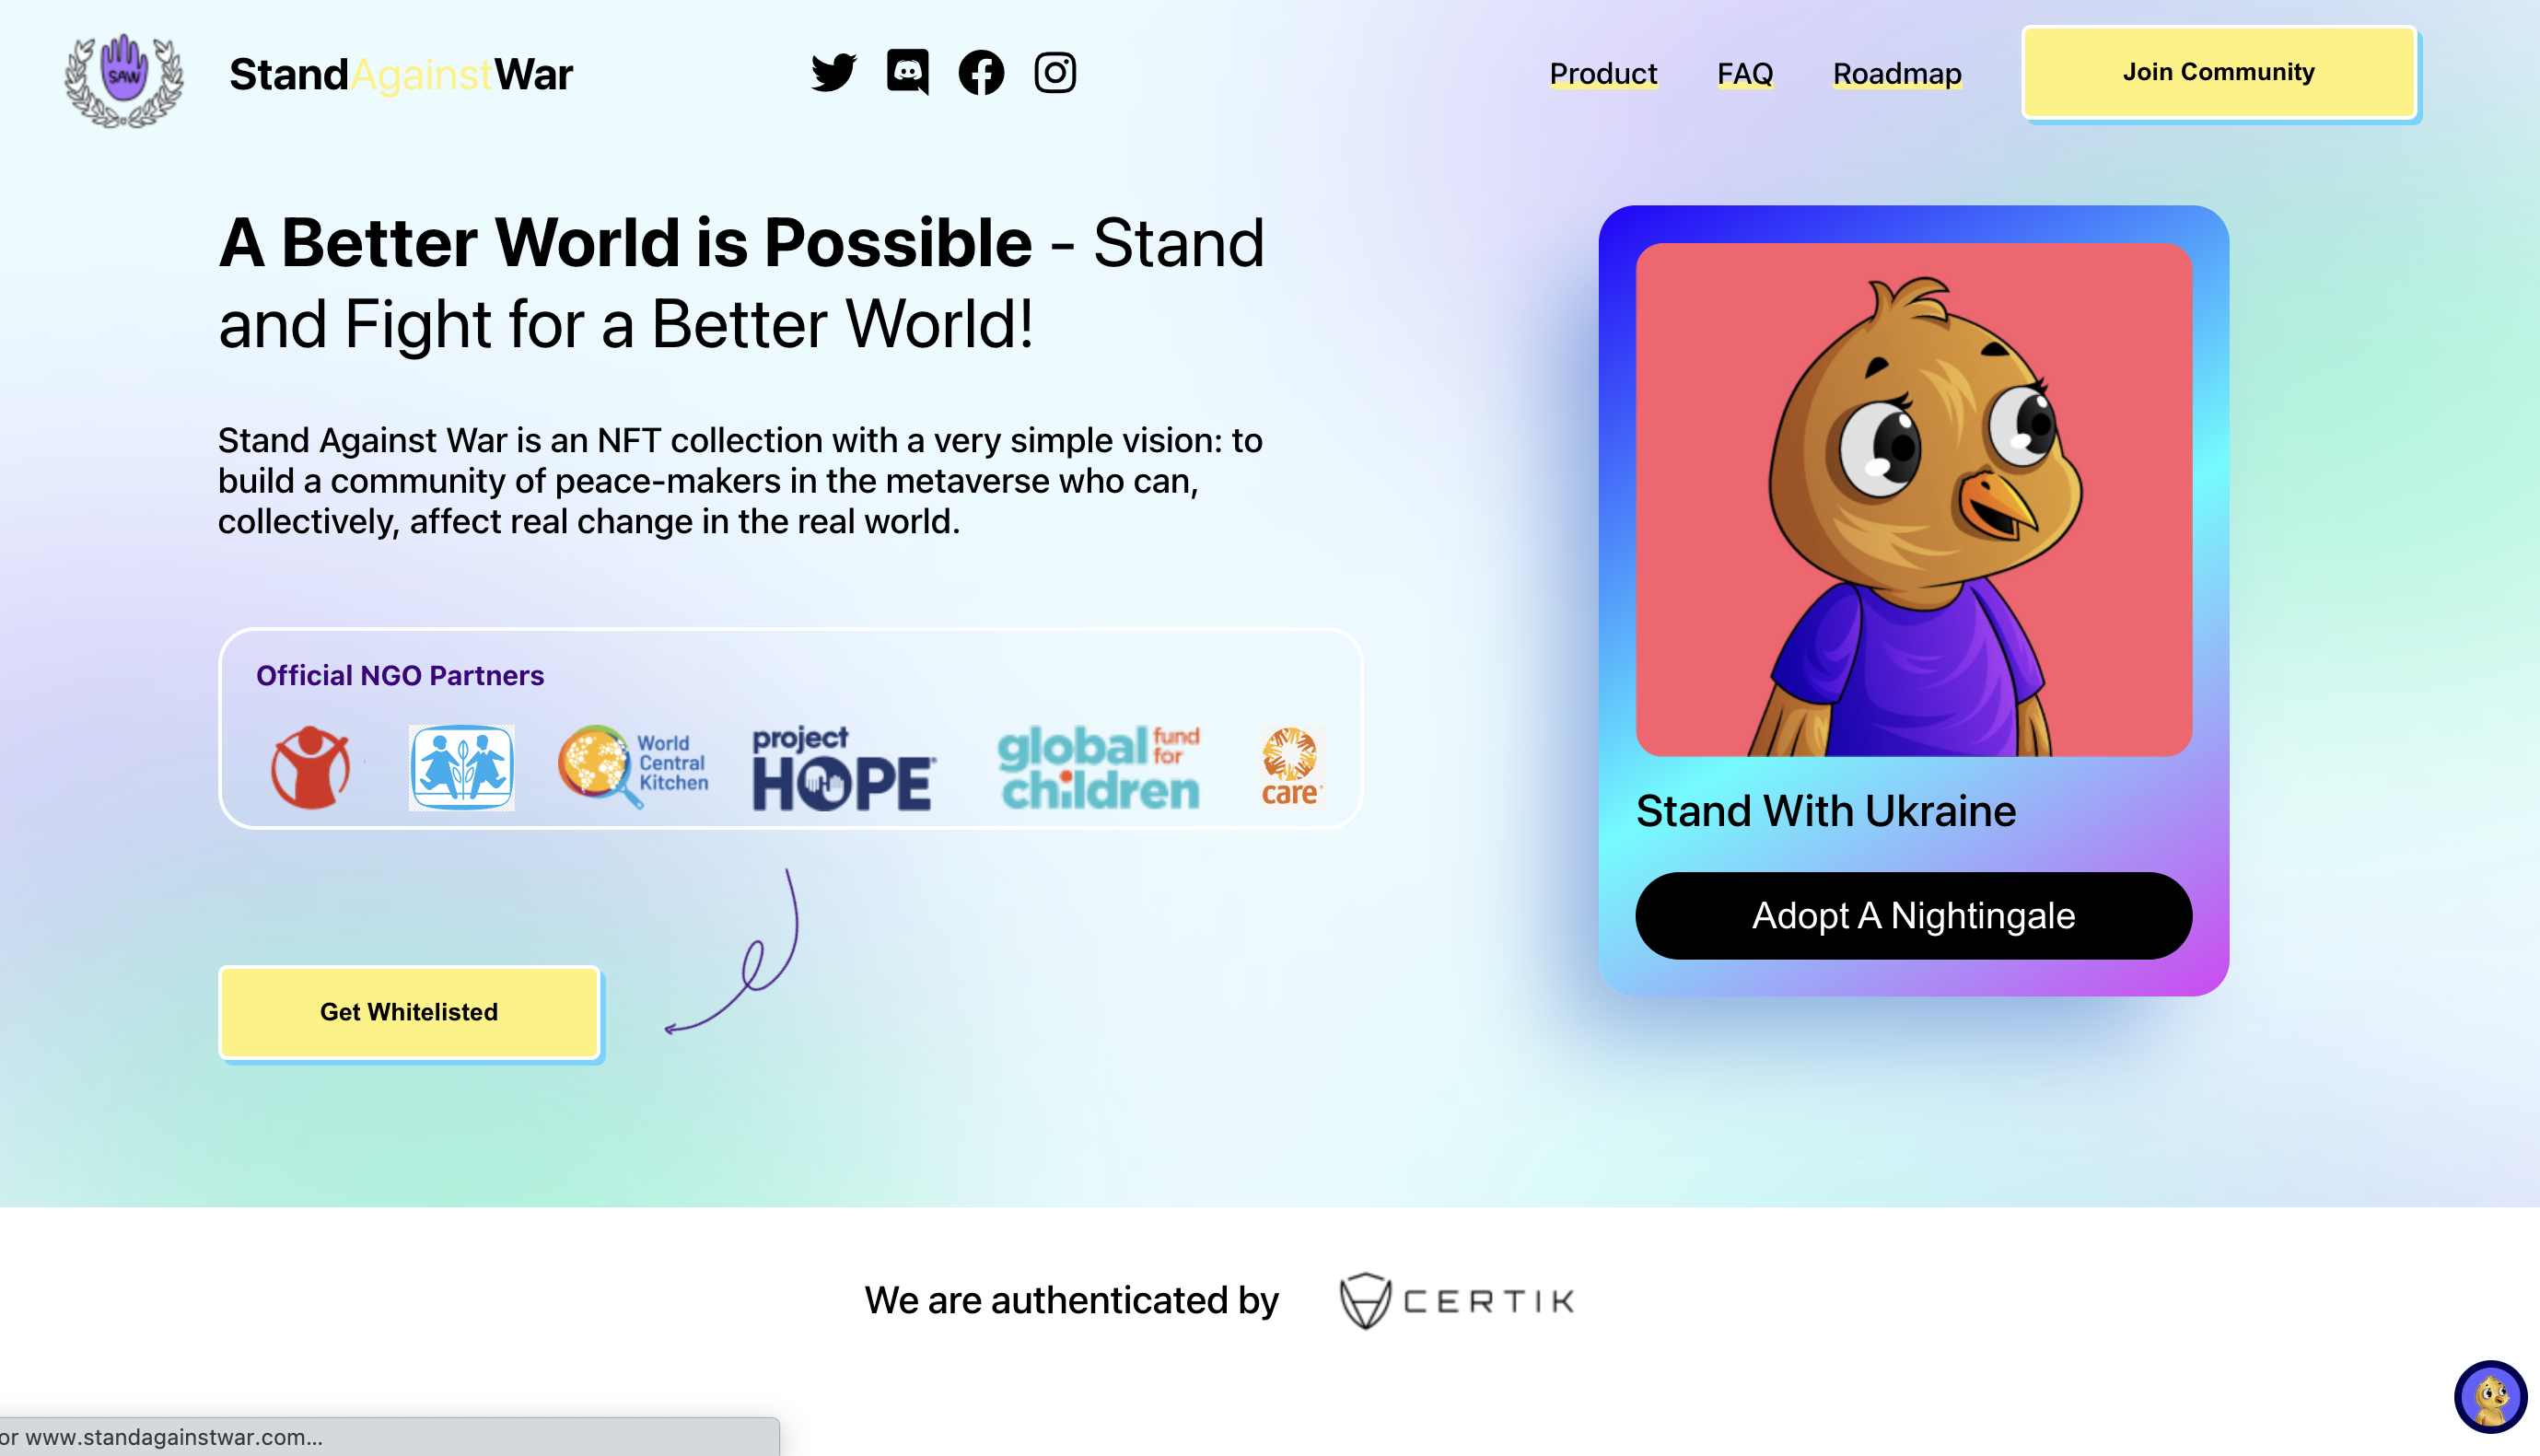 SAW
StandAgainstWar
Product FAQ Roadmap Join Community
A Better World is Possible - Stand
and Fight for a Better World!
Stand Against War is an NFT collection with a very simple vision: to
build a community of peace-makers in the metaverse who can,
collectively, affect real change in the real world.
Official NGO Partners
World
Central
Kitchen
project
HOPE
global fund
for
children
care
Get Whitelisted
Stand With Ukraine
Adopt A Nightingale
We are authenticated by CERTIK
or www.standagainstwar.com...